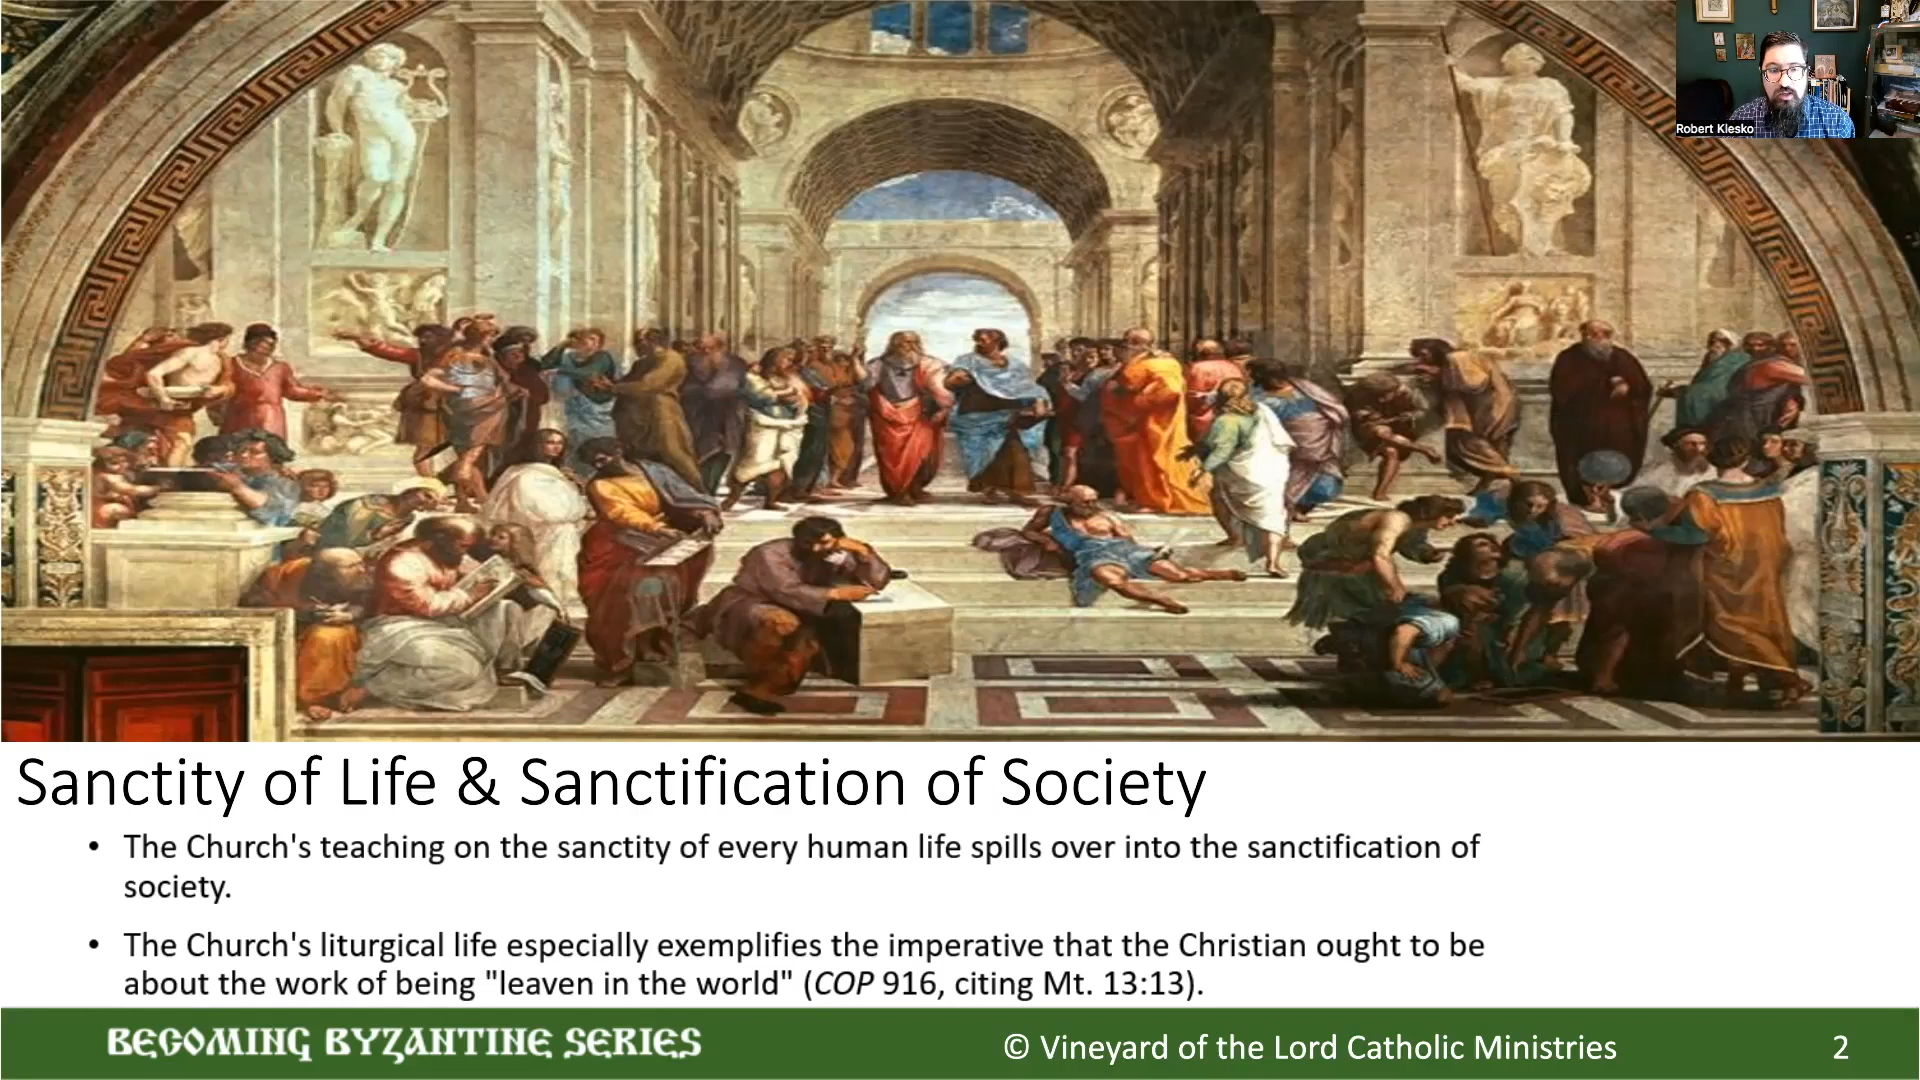 Robert Klesko
Sanctity of Life & Sanctification of Society
• The Church's teaching on the sanctity of every human life spills over into the sanctification of
society.
• The Church's liturgical life especially exemplifies the imperative that the Christian ought to be
about the work of being "leaven in the world" (COP 916, citing Mt. 13:13).
BECOMING BYZANTINE SERIES
© Vineyard of the Lord Catholic Ministries
2